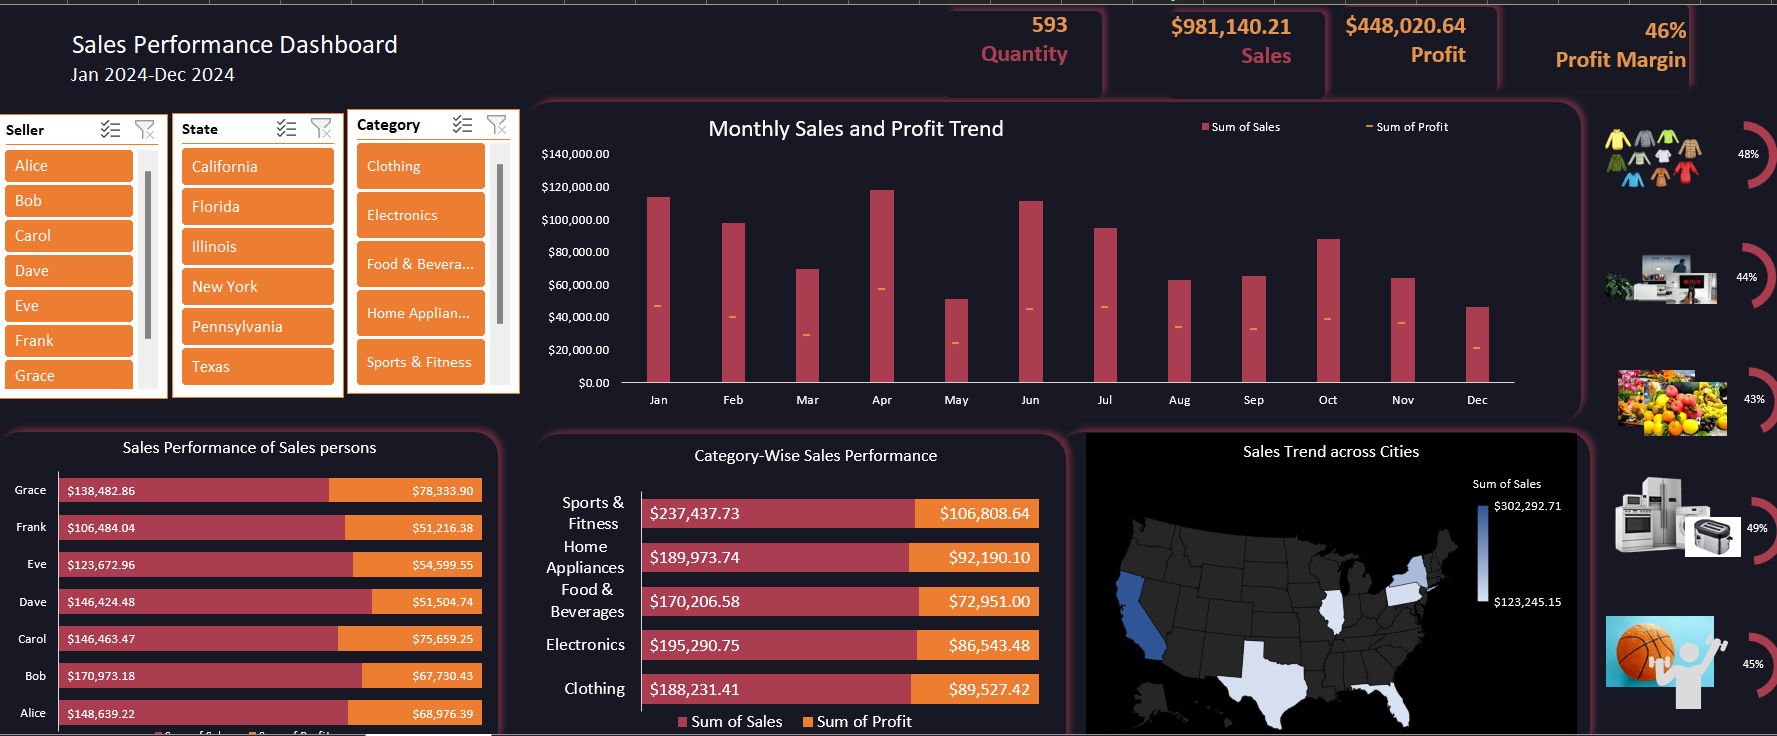 Sales Performance Dashboard
Jan 2024-Dec 2024
593
Quantity
$981,140.21
Sales
$448,020.64
Profit
46%
Profit Margin
Seller
Alice
Bob
Carol
Dave
Eve
Frank
Grace
State
California
Florida
Illinois
New York
Pennsylvania
Texas
Category
Clothing
Electronics
Food & Bevera...
Home Applian...
Sports & Fitness
Monthly Sales and Profit Trend
Sum of Sales
Sum of Profit
$140,000.00
$120,000.00
$100,000.00
$80,000.00
$60,000.00
$40,000.00
$20,000.00
$0.00
Jan Feb Mar Apr May Jun Jul Aug Sep Oct Nov Dec
48%
44%
43%
49%
45%
Sales Performance of Sales persons
Grace $138,482.86 $78,333.90
Frank $106,484.04 $51,216.38
Eve $123,672.96 $54,599.55
Dave $146,424.48 $51,504.74
Carol $146,463.47 $75,659.25
Bob $170,973.18 $67,730.43
Alice $148,639.22 $68,976.39
Category-Wise Sales Performance
Sports & Fitness $237,437.73 $106,808.64
Home Appliances $189,973.74 $92,190.10
Food & Beverages $170,206.58 $72,951.00
Electronics $195,290.75 $86,543.48
Clothing $188,231.41 $89,527.42
Sum of Sales Sum of Profit
Sales Trend across Cities
Sum of Sales
$302,292.71
$123,245.15